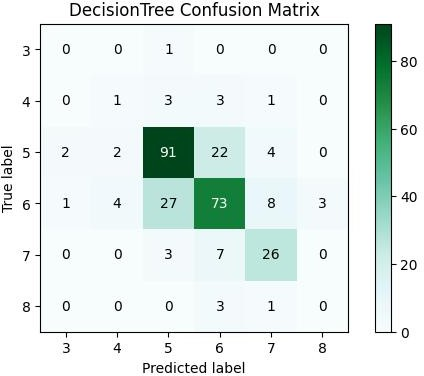 DecisionTree Confusion Matrix
3 0 0 1 0 0 0
4 0 1 3 3 1 0
5 2 2 91 22 4 0
6 1 4 27 73 8 3
7 0 0 3 7 26 0
8 0 0 0 3 1 0
3 4 5 6 7 8
Predicted label
True label
80
60
40
20
0